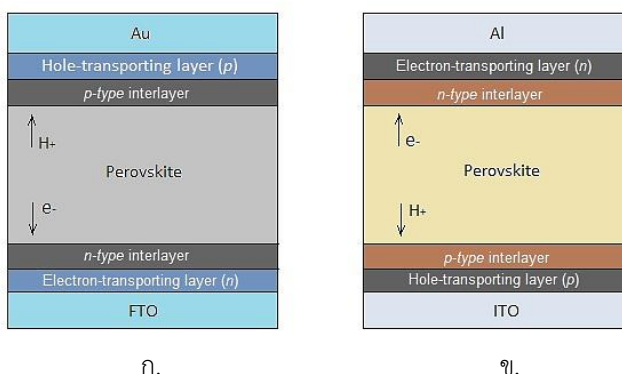 Au
Hole-transporting layer (p)
p-type interlayer
H+
Perovskite
e-
n-type interlayer
Electron-transporting layer (n)
FTO
ก.
Al
Electron-transporting layer (n)
n-type interlayer
e-
Perovskite
H+
p-type interlayer
Hole-transporting layer (p)
ITO
ข.